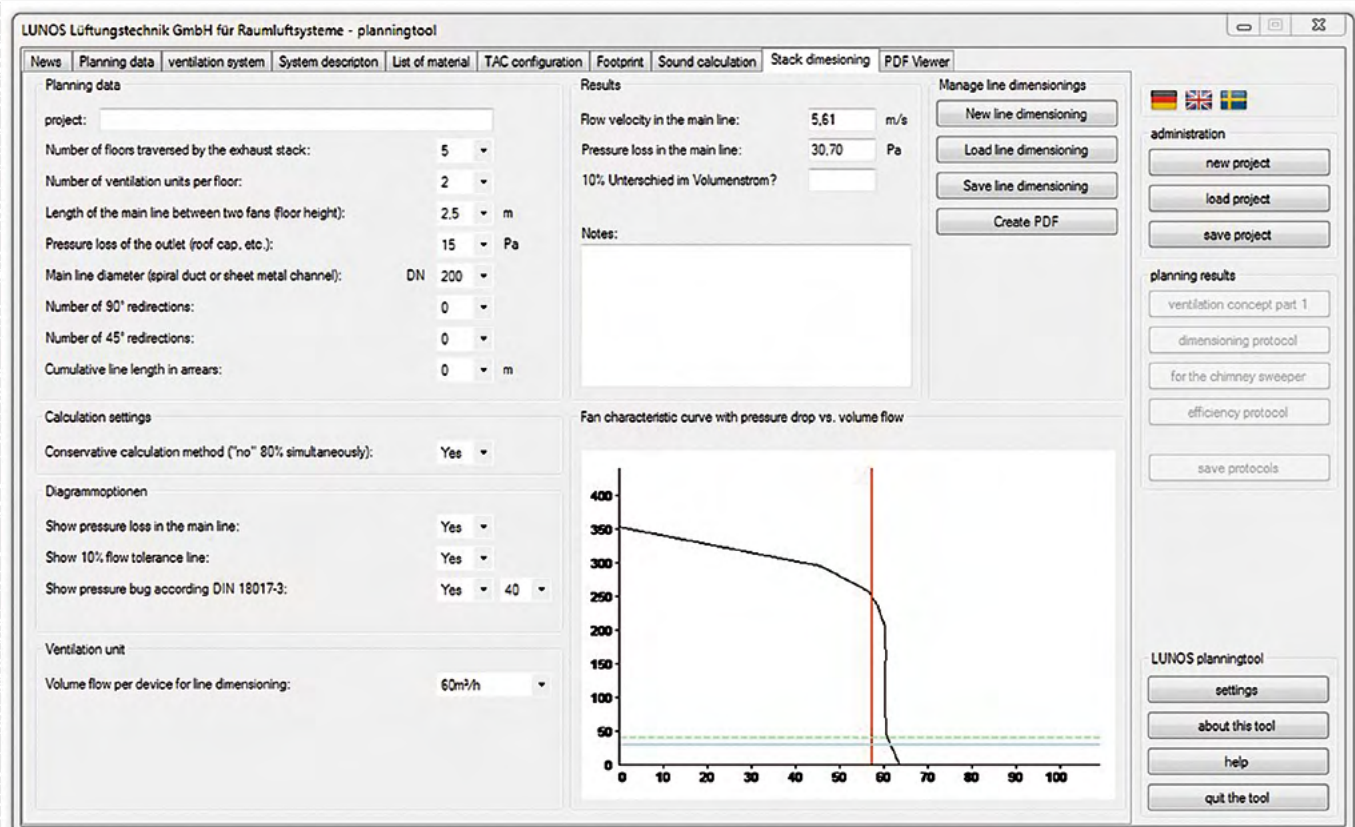 LUNOS Lüftungstechnik GmbH für Raumluftsysteme - planningtool
News Planning data ventilation system System descripton List of material TAC configuration Footprint Sound calculation Stack dimesioning PDF Viewer
Planning data
project:
Number of floors traversed by the exhaust stack: 5
Number of ventilation units per floor: 2
Length of the main line between two fans (floor height): 2.5 m
Pressure loss of the outlet (roof cap, etc.): 15 Pa
Main line diameter (spiral duct or sheet metal channel): DN 200
Number of 90° redirections: 0
Number of 45° redirections: 0
Cumulative line length in arrears: 0 m
Calculation settings
Conservative calculation method ("no" 80% simultaneously): Yes
Diagrammoptionen
Show pressure loss in the main line: Yes
Show 10% flow tolerance line: Yes
Show pressure bug according DIN 18017-3: Yes 40
Ventilation unit
Volume flow per device for line dimensioning: 60m³/h
Results
Flow velocity in the main line: 5,61 m/s
Pressure loss in the main line: 30,70 Pa
10% Unterschied im Volumenstrom?
Notes:
Manage line dimensionings
New line dimensioning
Load line dimensioning
Save line dimensioning
Create PDF
Fan characteristic curve with pressure drop vs. volume flow
400
350
300
250
200
150
100
50
0
0 10 20 30 40 50 60 70 80 90 100
administration
new project
load project
save project
planning results
ventilation concept part 1
dimensioning protocol
for the chimney sweeper
efficiency protocol
save protocols
LUNOS planningtool
settings
about this tool
help
quit the tool